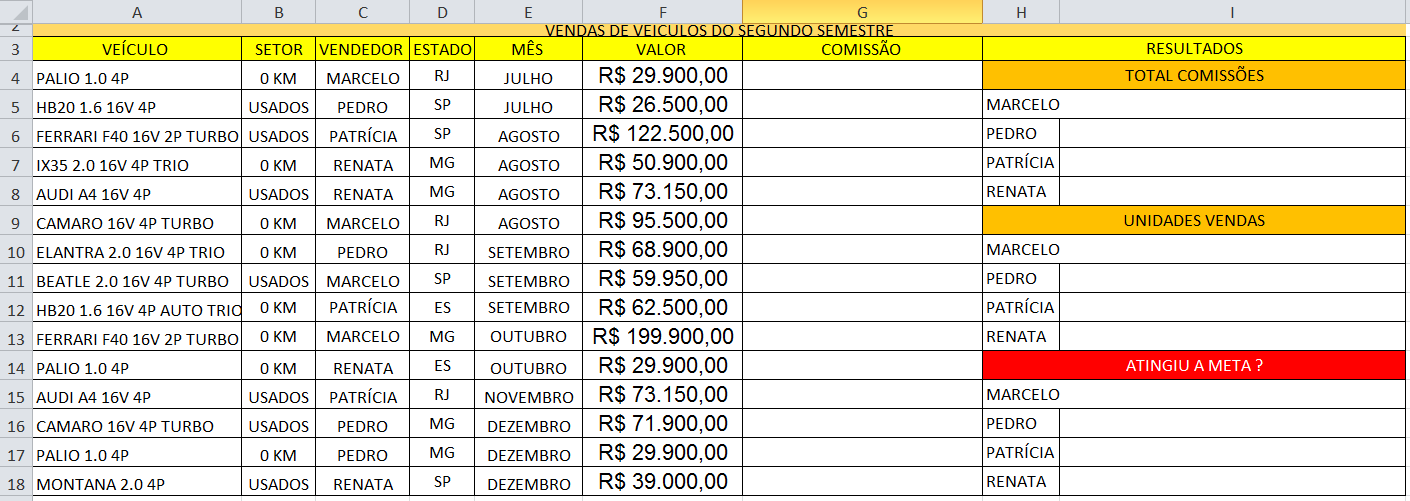 A B C D E F G H I
2 VENDAS DE VEICULOS DO SEGUNDO SEMESTRE
3 VEÍCULO SETOR VENDEDOR ESTADO MÊS VALOR COMISSÃO RESULTADOS
4 PALIO 1.0 4P 0 KM MARCELO RJ JULHO R$ 29.900,00 TOTAL COMISSÕES
5 HB20 1.6 16V 4P USADOS PEDRO SP JULHO R$ 26.500,00 MARCELO
6 FERRARI F40 16V 2P TURBO USADOS PATRÍCIA SP AGOSTO R$ 122.500,00 PEDRO
7 IX35 2.0 16V 4P TRIO 0 KM RENATA MG AGOSTO R$ 50.900,00 PATRÍCIA
8 AUDI A4 16V 4P USADOS RENATA MG AGOSTO R$ 73.150,00 RENATA
9 CAMARO 16V 4P TURBO 0 KM MARCELO RJ AGOSTO R$ 95.500,00 UNIDADES VENDAS
10 ELANTRA 2.0 16V 4P TRIO 0 KM PEDRO RJ SETEMBRO R$ 68.900,00 MARCELO
11 BEATLE 2.0 16V 4P TURBO USADOS MARCELO SP SETEMBRO R$ 59.950,00 PEDRO
12 HB20 1.6 16V 4P AUTO TRIO 0 KM PATRÍCIA ES SETEMBRO R$ 62.500,00 PATRÍCIA
13 FERRARI F40 16V 2P TURBO 0 KM MARCELO MG OUTUBRO R$ 199.900,00 RENATA
14 PALIO 1.0 4P 0 KM RENATA ES OUTUBRO R$ 29.900,00 ATINGIU A META ?
15 AUDI A4 16V 4P USADOS PATRÍCIA RJ NOVEMBRO R$ 73.150,00 MARCELO
16 CAMARO 16V 4P TURBO USADOS PEDRO MG DEZEMBRO R$ 71.900,00 PEDRO
17 PALIO 1.0 4P 0 KM PEDRO MG DEZEMBRO R$ 29.900,00 PATRÍCIA
18 MONTANA 2.0 4P USADOS RENATA SP DEZEMBRO R$ 39.000,00 RENATA